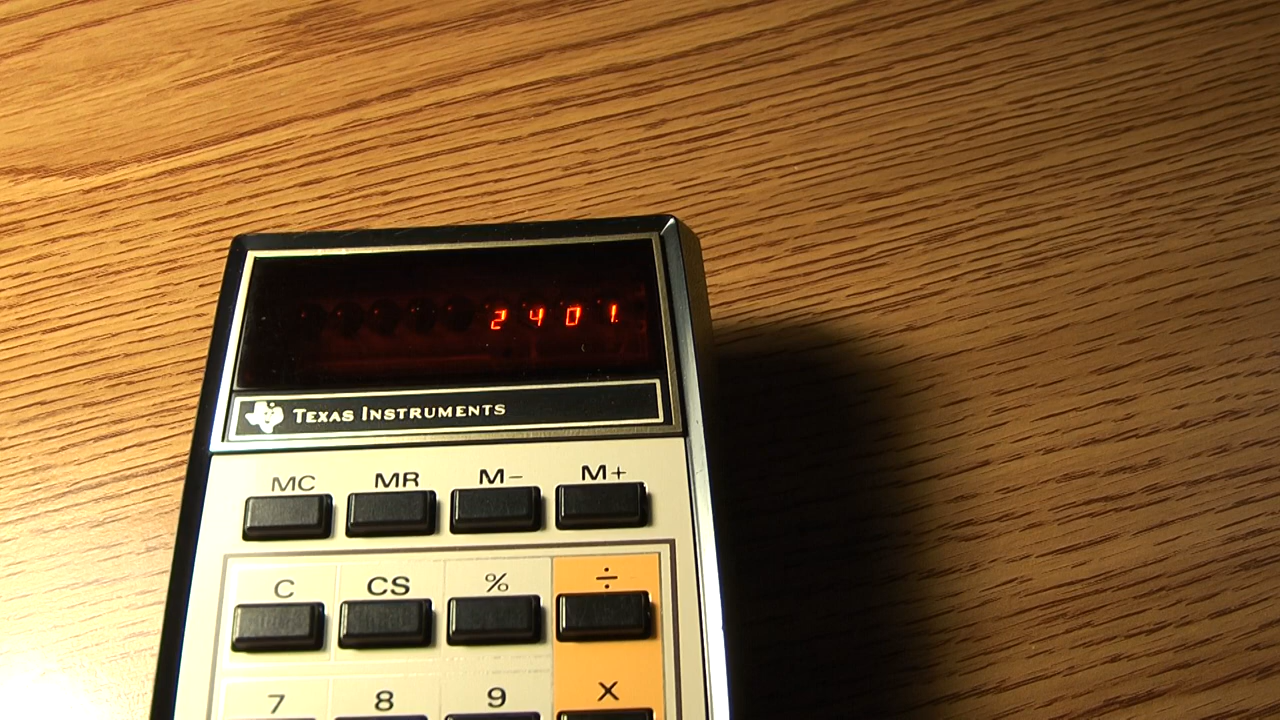 2401.
TEXAS INSTRUMENTS
MC MR M- M+
C CS % ÷
7 8 9 X